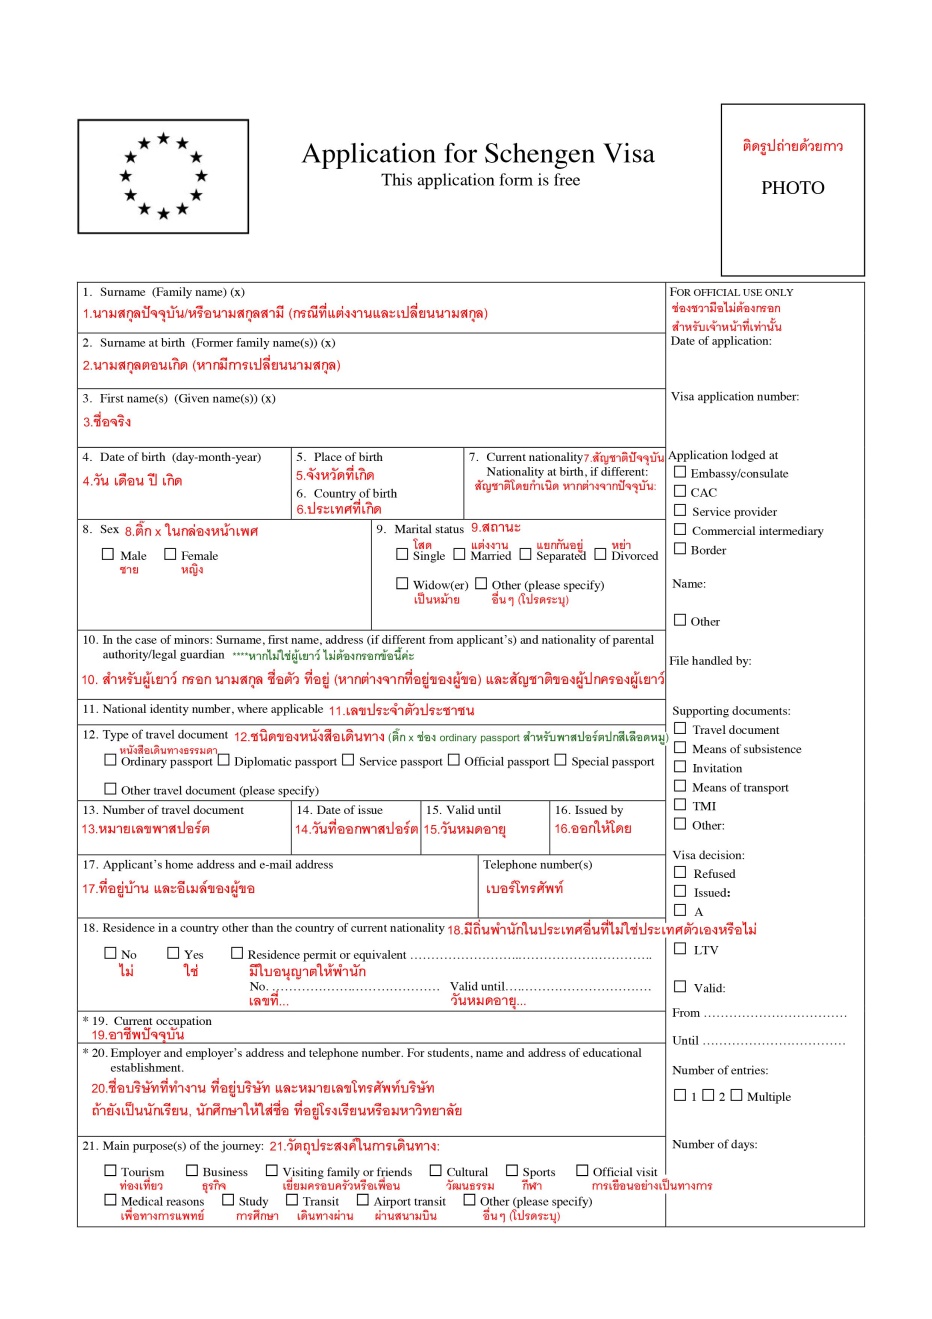 Application for Schengen Visa
This application form is free
ติดรูปถ่ายด้วยกาว
PHOTO
1. Surname (Family name) (x)
1.นามสกุลปัจจุบัน/หรือนามสกุลสามี (กรณีที่แต่งงานและเปลี่ยนนามสกุล)
2. Surname at birth (Former family name(s)) (x)
2.นามสกุลตอนเกิด (หากมีการเปลี่ยนนามสกุล)
3. First name(s) (Given name(s)) (x)
3.ชื่อจริง
4. Date of birth (day-month-year)
4.วัน เดือน ปี เกิด
5. Place of birth
5.จังหวัดที่เกิด
6. Country of birth
6.ประเทศที่เกิด
7. Current nationality 7.สัญชาติปัจจุบัน
Nationality at birth, if different:
สัญชาติโดยกำเนิด หากต่างจากปัจจุบัน:
8. Sex 8.ติ๊ก x ในกล่องหน้าเพศ
Male Female
ชาย หญิง
9. Marital status 9.สถานะ
โสด แต่งงาน แยกกันอยู่ หย่า
Single Married Separated Divorced
Widow(er) Other (please specify)
เป็นหม้าย อื่นๆ (โปรดระบุ)
10. In the case of minors: Surname, first name, address (if different from applicant's) and nationality of parental
authority/legal guardian ****หากไม่ใช่ผู้เยาว์ ไม่ต้องกรอกข้อนี้ค่ะ
10. สำหรับผู้เยาว์ กรอก นามสกุล ชื่อตัว ที่อยู่ (หากต่างจากที่อยู่ของผู้ขอ) และสัญชาติของผู้ปกครองผู้เยาว์
11. National identity number, where applicable 11.เลขประจำตัวประชาชน
12. Type of travel document 12.ชนิดของหนังสือเดินทาง (ติ๊ก x ช่อง ordinary passport สำหรับพาสปอร์ตปกสีเลือดหมู)
หนังสือเดินทางธรรมดา
Ordinary passport Diplomatic passport Service passport Official passport Special passport
Other travel document (please specify)
13. Number of travel document
13.หมายเลขพาสปอร์ต
14. Date of issue
14.วันที่ออกพาสปอร์ต
15. Valid until
15.วันหมดอายุ
16. Issued by
16.ออกให้โดย
17. Applicant's home address and e-mail address
17.ที่อยู่บ้าน และอีเมล์ของผู้ขอ
Telephone number(s)
เบอร์โทรศัพท์
18. Residence in a country other than the country of current nationality 18.มีถิ่นพำนักในประเทศอื่นที่ไม่ใช่ประเทศตัวเองหรือไม่
No Yes Residence permit or equivalent ……………………………………………………..
ไม่ ใช่ มีใบอนุญาตให้พำนัก
No. …………………………………… Valid until………………………………
เลขที่... วันหมดอายุ...
* 19. Current occupation
19.อาชีพปัจจุบัน
* 20. Employer and employer's address and telephone number. For students, name and address of educational
establishment.
20.ชื่อบริษัทที่ทำงาน ที่อยู่บริษัท และหมายเลขโทรศัพท์บริษัท
ถ้ายังเป็นนักเรียน, นักศึกษาให้ใส่ชื่อ ที่อยู่โรงเรียนหรือมหาวิทยาลัย
21. Main purpose(s) of the journey: 21.วัตถุประสงค์ในการเดินทาง:
Tourism Business Visiting family or friends Cultural Sports Official visit
ท่องเที่ยว ธุรกิจ เยี่ยมครอบครัวหรือเพื่อน วัฒนธรรม กีฬา การเยือนอย่างเป็นทางการ
Medical reasons Study Transit Airport transit Other (please specify)
เพื่อทางการแพทย์ การศึกษา เดินทางผ่าน ผ่านสนามบิน อื่นๆ (โปรดระบุ)
FOR OFFICIAL USE ONLY
ช่องขวามือไม่ต้องกรอก
สำหรับเจ้าหน้าที่เท่านั้น
Date of application:
Visa application number:
Application lodged at
Embassy/consulate
CAC
Service provider
Commercial intermediary
Border
Name:
Other
File handled by:
Supporting documents:
Travel document
Means of subsistence
Invitation
Means of transport
TMI
Other:
Visa decision:
Refused
Issued:
A
LTV
Valid:
From ………………………………
Until ………………………………
Number of entries:
1 2 Multiple
Number of days: